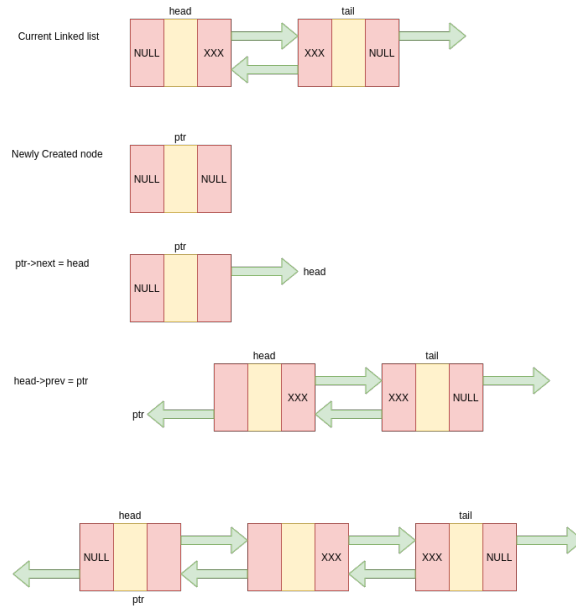 head
tail
Current Linked list
NULL
XXX
XXX
NULL
ptr
Newly Created node
NULL
NULL
ptr
ptr->next = head
head
NULL
head
tail
head->prev = ptr
XXX
XXX
NULL
ptr
head
tail
NULL
XXX
XXX
NULL
ptr